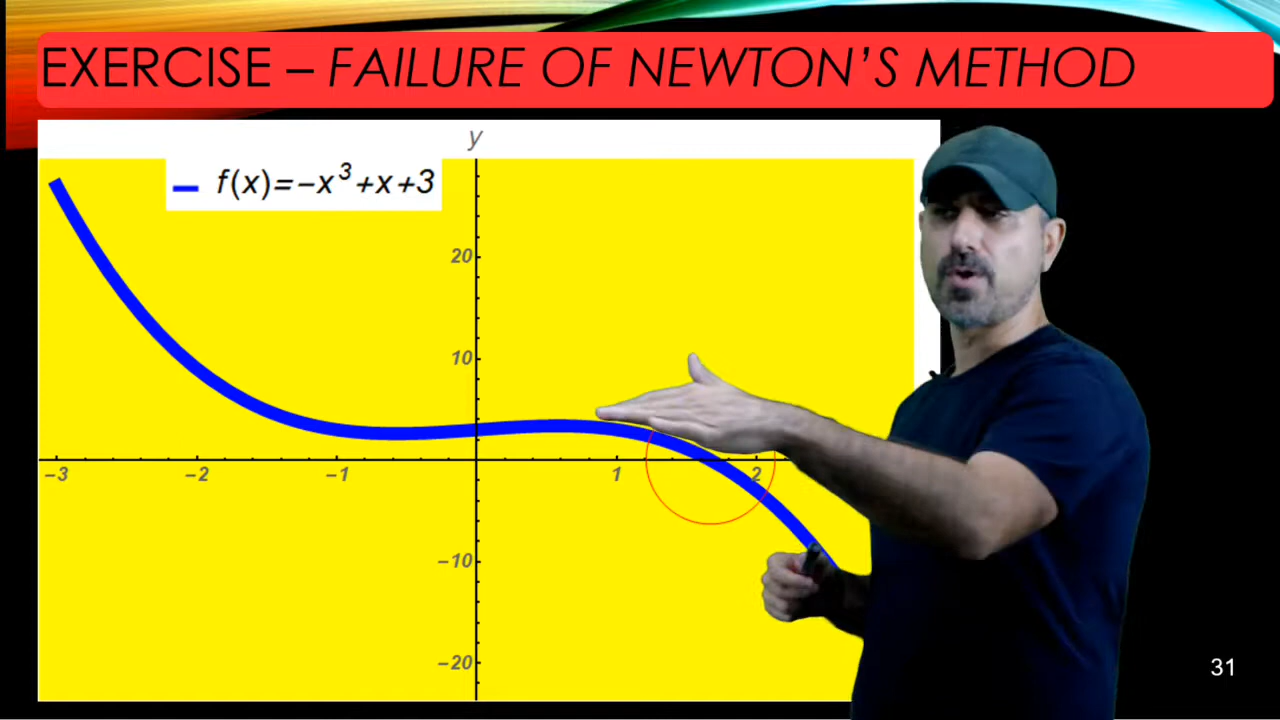 EXERCISE – FAILURE OF NEWTON'S METHOD
y
f(x)=−x³+x+3
20
10
−3 −2 −1 1 2
−10
−20
31